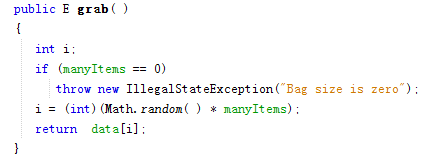 public E grab( )
{
int i;
if (manyItems == 0)
throw new IllegalStateException("Bag size is zero");
i = (int)(Math.random( ) * manyItems);
return data[i];
}